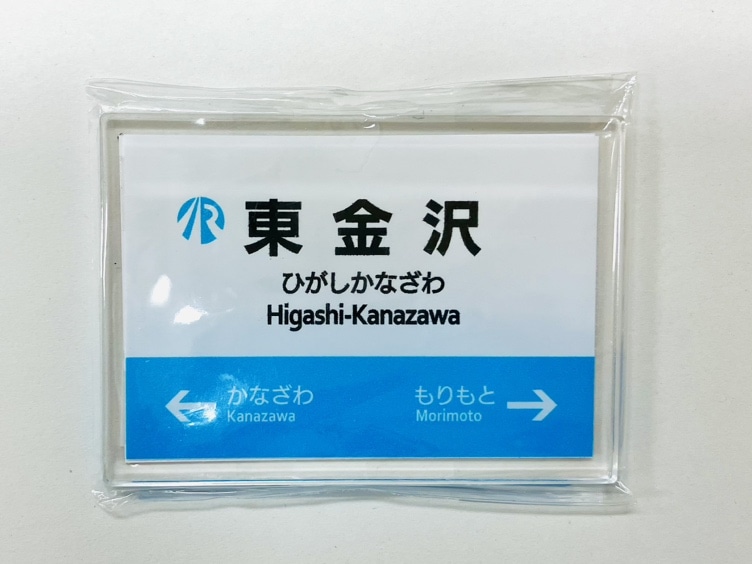 東金沢
ひがしかなざわ
Higashi-Kanazawa
← かなざわ
Kanazawa
もりもと →
Morimoto